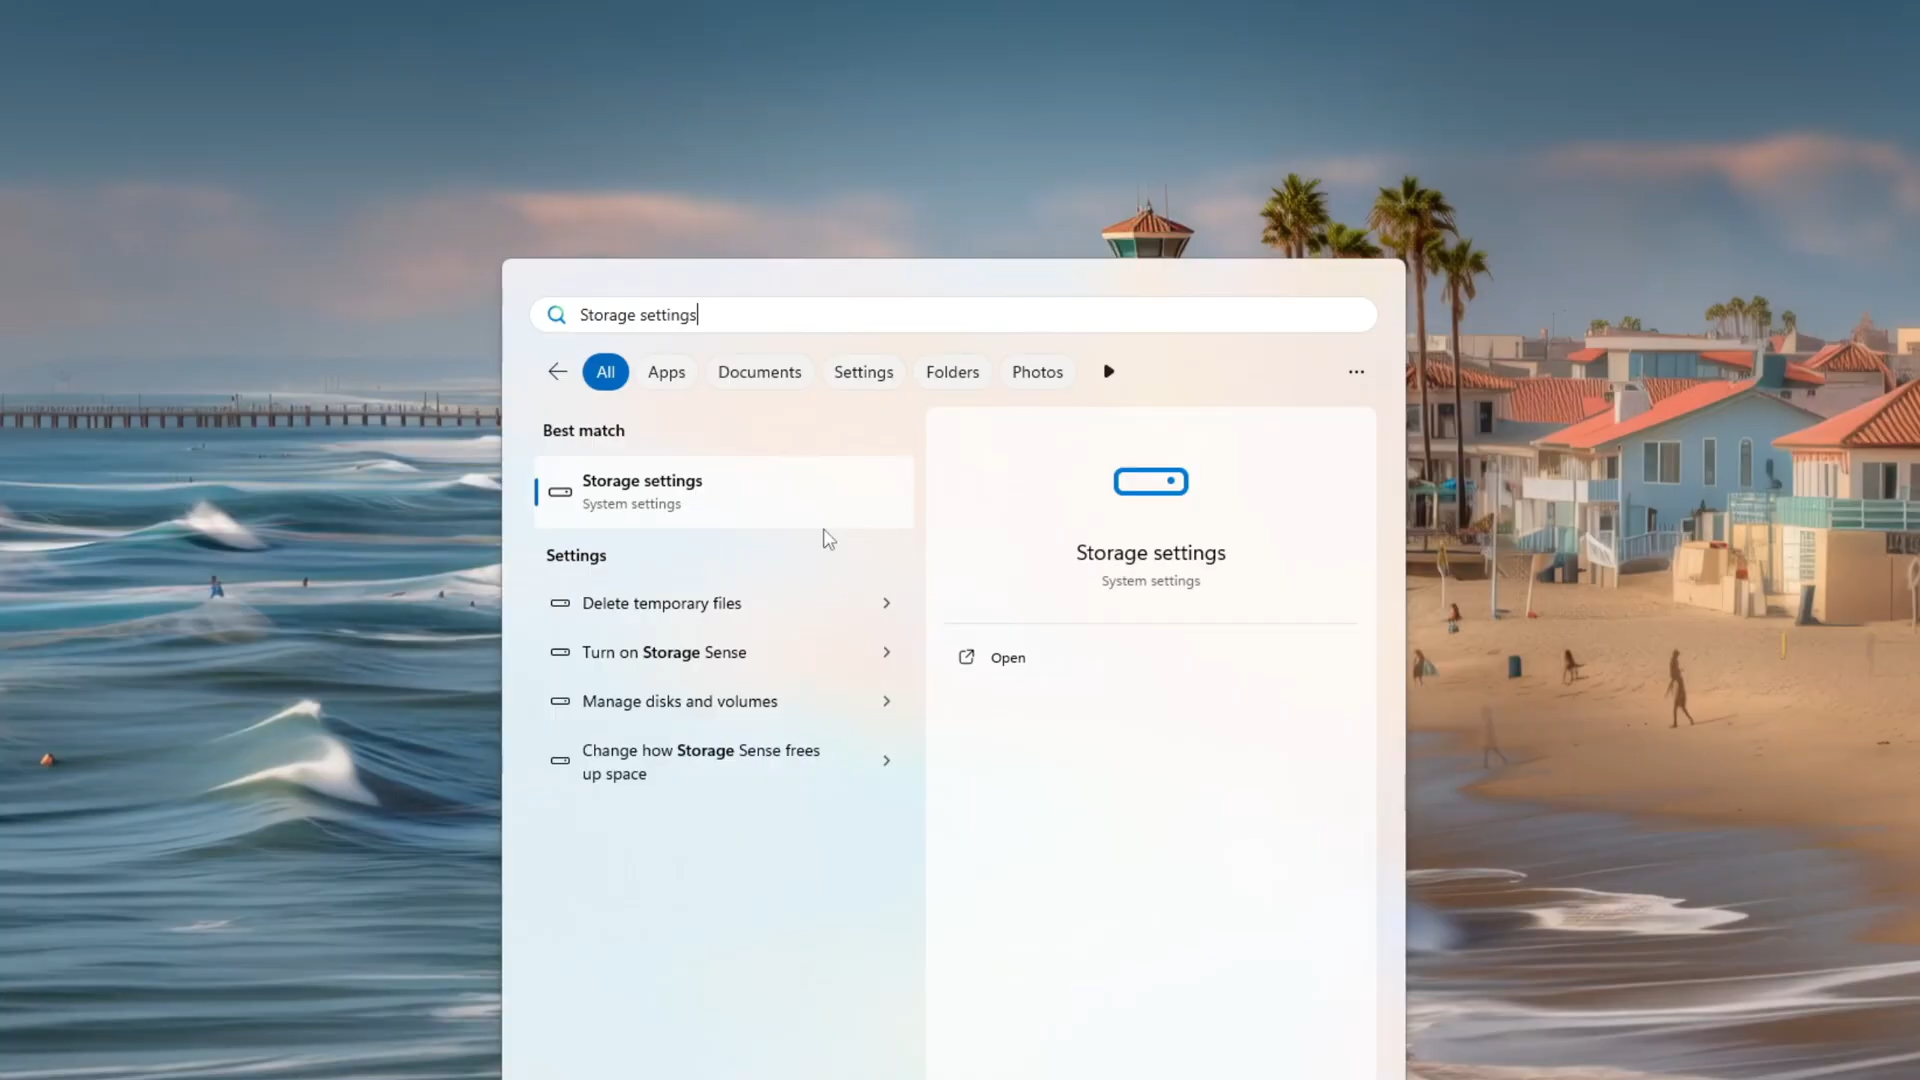 Storage settings
All
Apps
Documents
Settings
Folders
Photos
Best match
Storage settings
System settings
Settings
Delete temporary files
Turn on Storage Sense
Manage disks and volumes
Change how Storage Sense frees
up space
Storage settings
System settings
Open